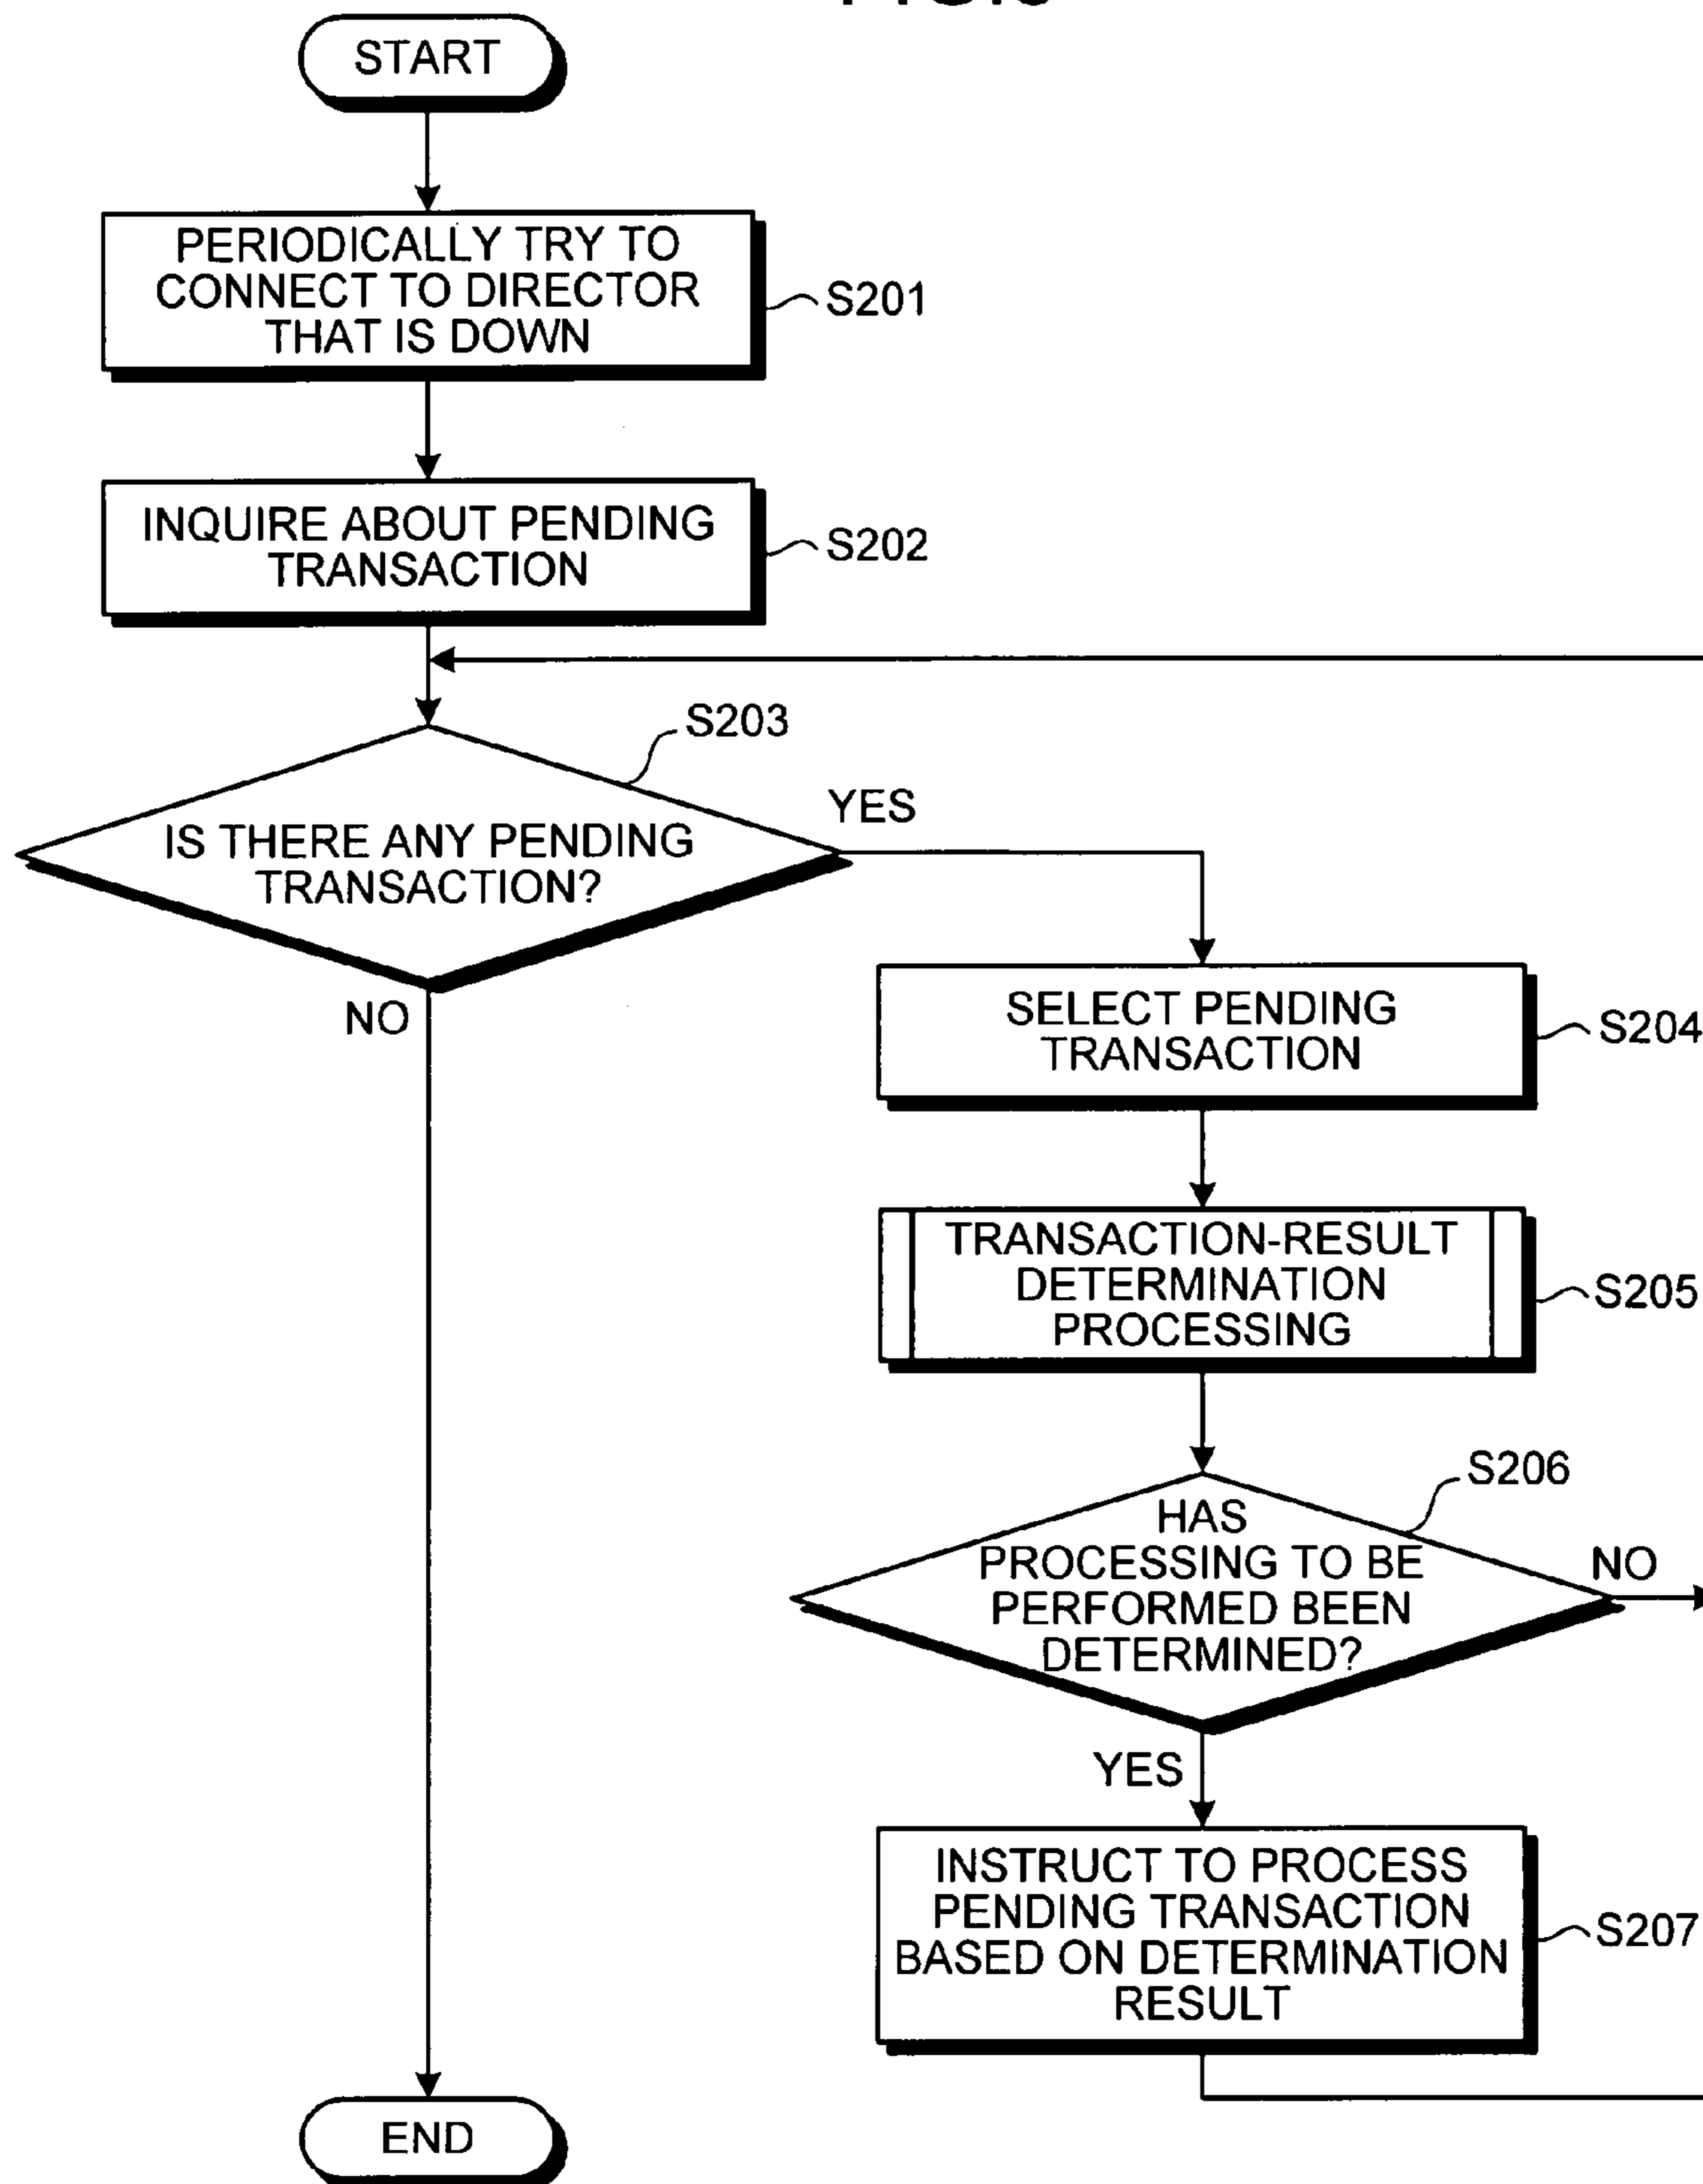 START
PERIODICALLY TRY TO
CONNECT TO DIRECTOR
THAT IS DOWN
S201
INQUIRE ABOUT PENDING
TRANSACTION
S202
S203
IS THERE ANY PENDING
TRANSACTION?
YES
NO
SELECT PENDING
TRANSACTION
S204
TRANSACTION-RESULT
DETERMINATION
PROCESSING
S205
S206
HAS
PROCESSING TO BE
PERFORMED BEEN
DETERMINED?
NO
YES
INSTRUCT TO PROCESS
PENDING TRANSACTION
BASED ON DETERMINATION
RESULT
S207
END